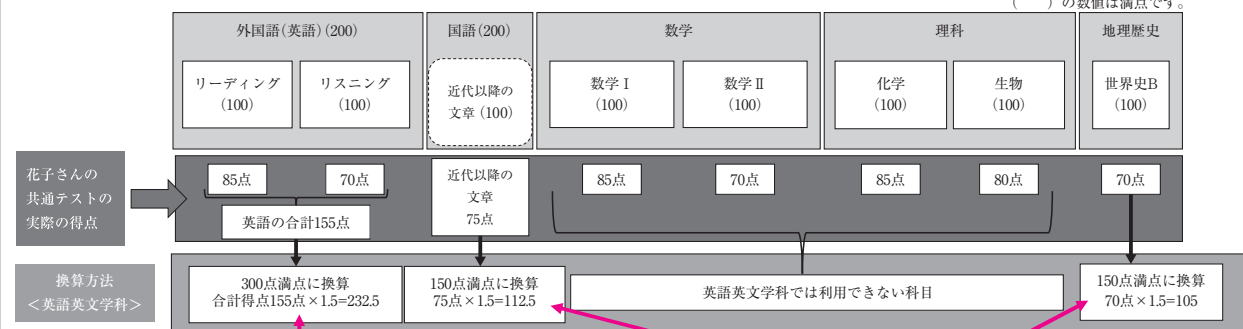 （　　）の数値は満点です。
外国語(英語)(200)
国語(200)
数学
理科
地理歴史
リーディング
(100)
リスニング
(100)
近代以降の
文章(100)
数学Ⅰ
(100)
数学Ⅱ
(100)
化学
(100)
生物
(100)
世界史B
(100)
花子さんの
共通テストの
実際の得点
85点
70点
英語の合計155点
近代以降の
文章
75点
85点
70点
85点
80点
70点
換算方法
＜英語英文学科＞
300点満点に換算
合計得点155点×1.5=232.5
150点満点に換算
75点×1.5=112.5
英語英文学科では利用できない科目
150点満点に換算
70点×1.5=105